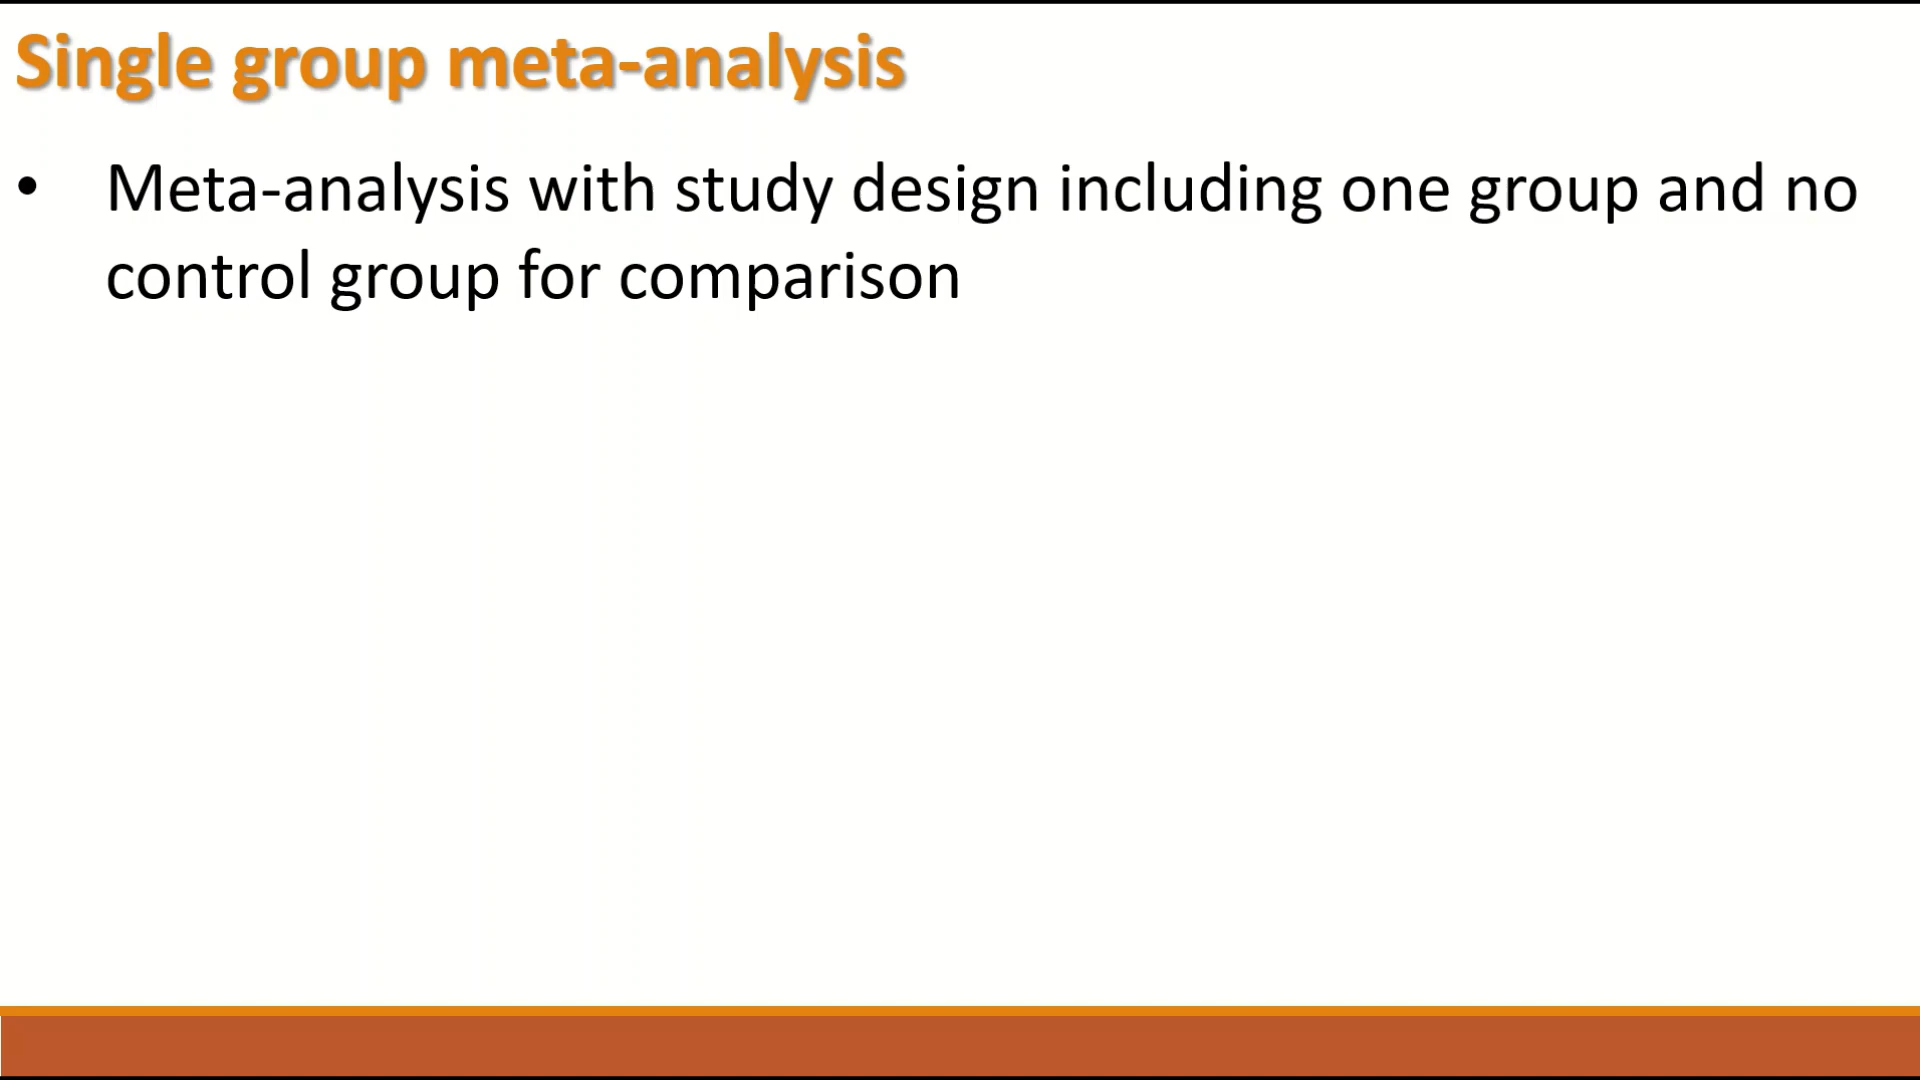 Single group meta-analysis
• Meta-analysis with study design including one group and no
control group for comparison